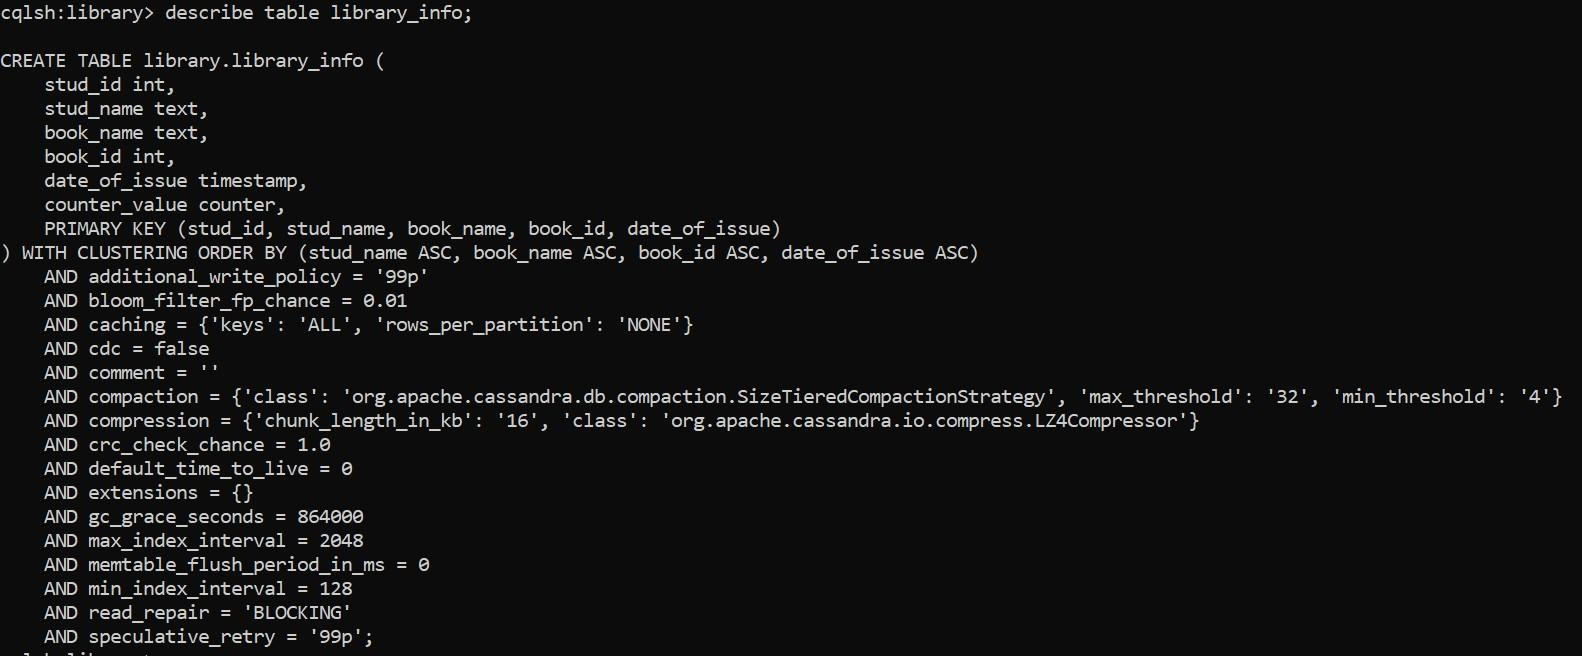 cqlsh:library> describe table library_info;
CREATE TABLE library.library_info (
    stud_id int,
    stud_name text,
    book_name text,
    book_id int,
    date_of_issue timestamp,
    counter_value counter,
    PRIMARY KEY (stud_id, stud_name, book_name, book_id, date_of_issue)
) WITH CLUSTERING ORDER BY (stud_name ASC, book_name ASC, book_id ASC, date_of_issue ASC)
    AND additional_write_policy = '99p'
    AND bloom_filter_fp_chance = 0.01
    AND caching = {'keys': 'ALL', 'rows_per_partition': 'NONE'}
    AND cdc = false
    AND comment = ''
    AND compaction = {'class': 'org.apache.cassandra.db.compaction.SizeTieredCompactionStrategy', 'max_threshold': '32', 'min_threshold': '4'}
    AND compression = {'chunk_length_in_kb': '16', 'class': 'org.apache.cassandra.io.compress.LZ4Compressor'}
    AND crc_check_chance = 1.0
    AND default_time_to_live = 0
    AND extensions = {}
    AND gc_grace_seconds = 864000
    AND max_index_interval = 2048
    AND memtable_flush_period_in_ms = 0
    AND min_index_interval = 128
    AND read_repair = 'BLOCKING'
    AND speculative_retry = '99p';